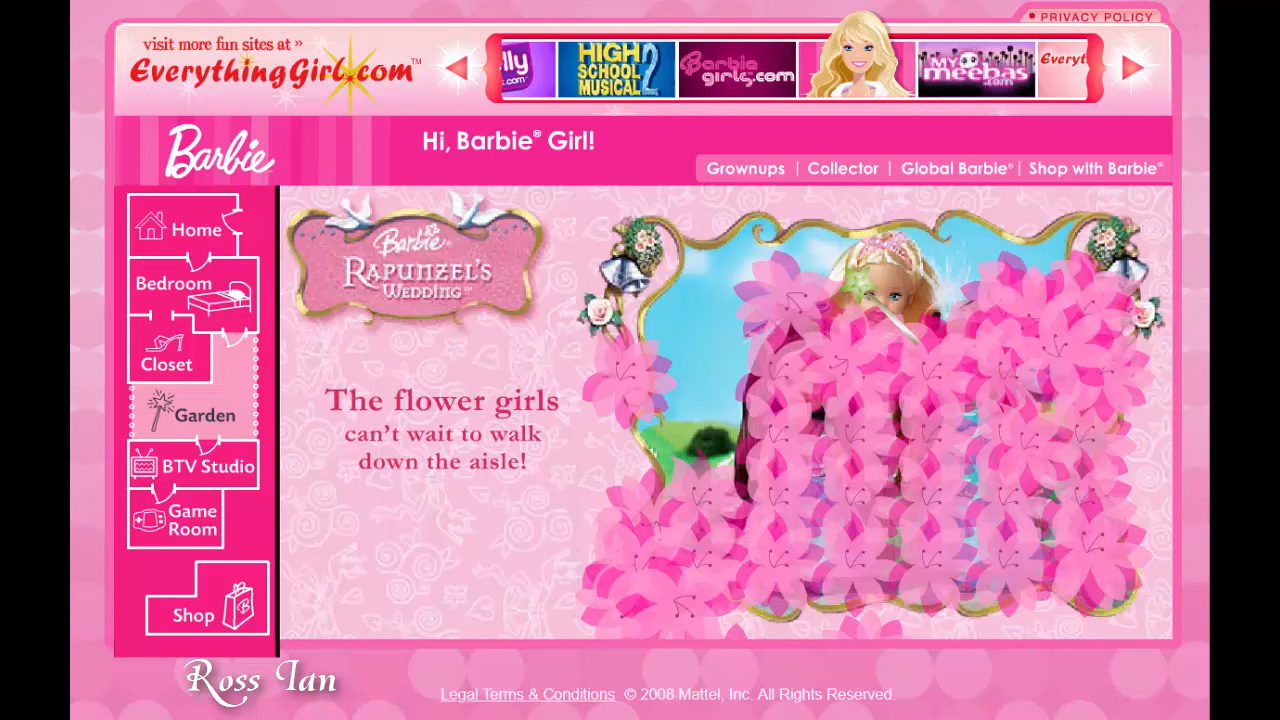 PRIVACY POLICY
visit more fun sites at »
EverythingGirl.com™
lly
.com
HIGH
SCHOOL
MUSICAL 2
Barbie
girls.com
MY
meebas
.com
Everyt
Barbie
Hi, Barbie® Girl!
Grownups | Collector | Global Barbie® | Shop with Barbie®
Home
Bedroom
Closet
Garden
BTV Studio
Game
Room
Shop
B
Barbie
RAPUNZEL'S
WEDDING℠
The flower girls
can't wait to walk
down the aisle!
Ross Ian
Legal Terms & Conditions © 2008 Mattel, Inc. All Rights Reserved.